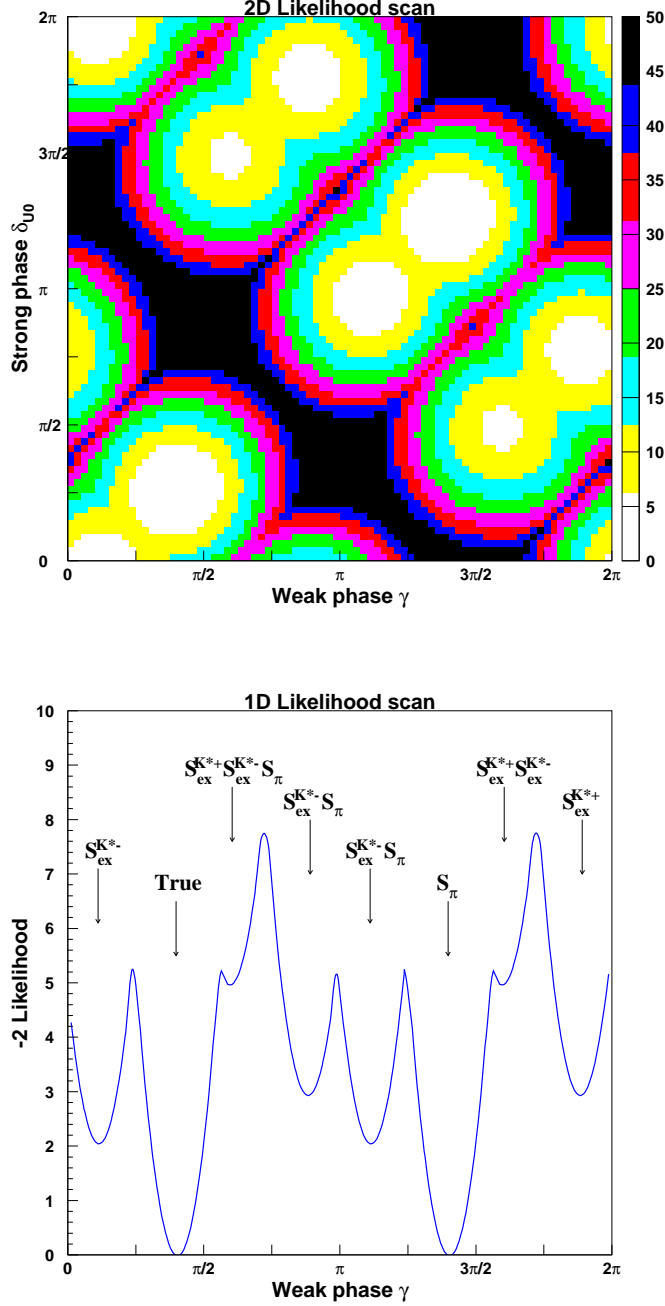 2D Likelihood scan
2π
3π/2
π
π/2
0
Strong phase δU0
0 π/2 π 3π/2 2π
Weak phase γ
50
45
40
35
30
25
20
15
10
5
0
1D Likelihood scan
10
9
8
7
6
5
4
3
2
1
0
-2 Likelihood
S_ex^K*+ S_ex^K*- S_π
S_ex^K*+ S_ex^K*-
S_ex^K*- S_π
S_ex^K*+
S_ex^K*-
S_ex^K*- S_π
True
S_π
0 π/2 π 3π/2 2π
Weak phase γ